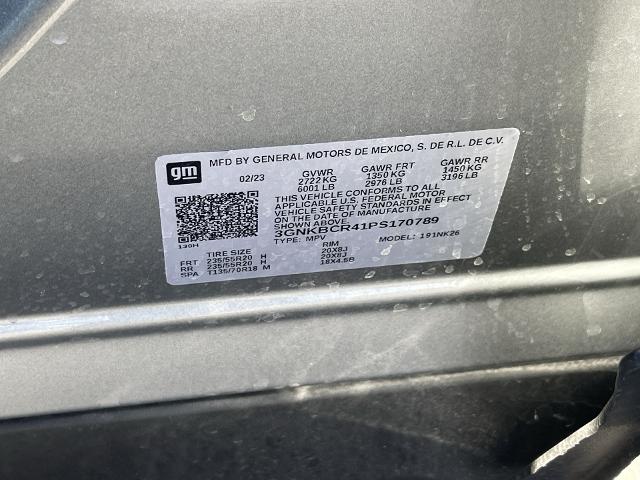 gm
MFD BY GENERAL MOTORS DE MEXICO, S. DE R.L. DE C.V.
02/23 GVWR GAWR FRT GAWR RR
2722 KG 1350 KG 1450 KG
6001 LB 2976 LB 3196 LB
THIS VEHICLE CONFORMS TO ALL
APPLICABLE U.S. FEDERAL MOTOR
VEHICLE SAFETY STANDARDS IN EFFECT
ON THE DATE OF MANUFACTURE
SHOWN ABOVE.
3GNKBCR41PS170789
TYPE: MPV MODEL: 191NK26
130H
TIRE SIZE RIM
FRT 235/55R20 H 20X8J
RR 235/55R20 H 20X8J
SPA T135/70R18 M 18X4.5B